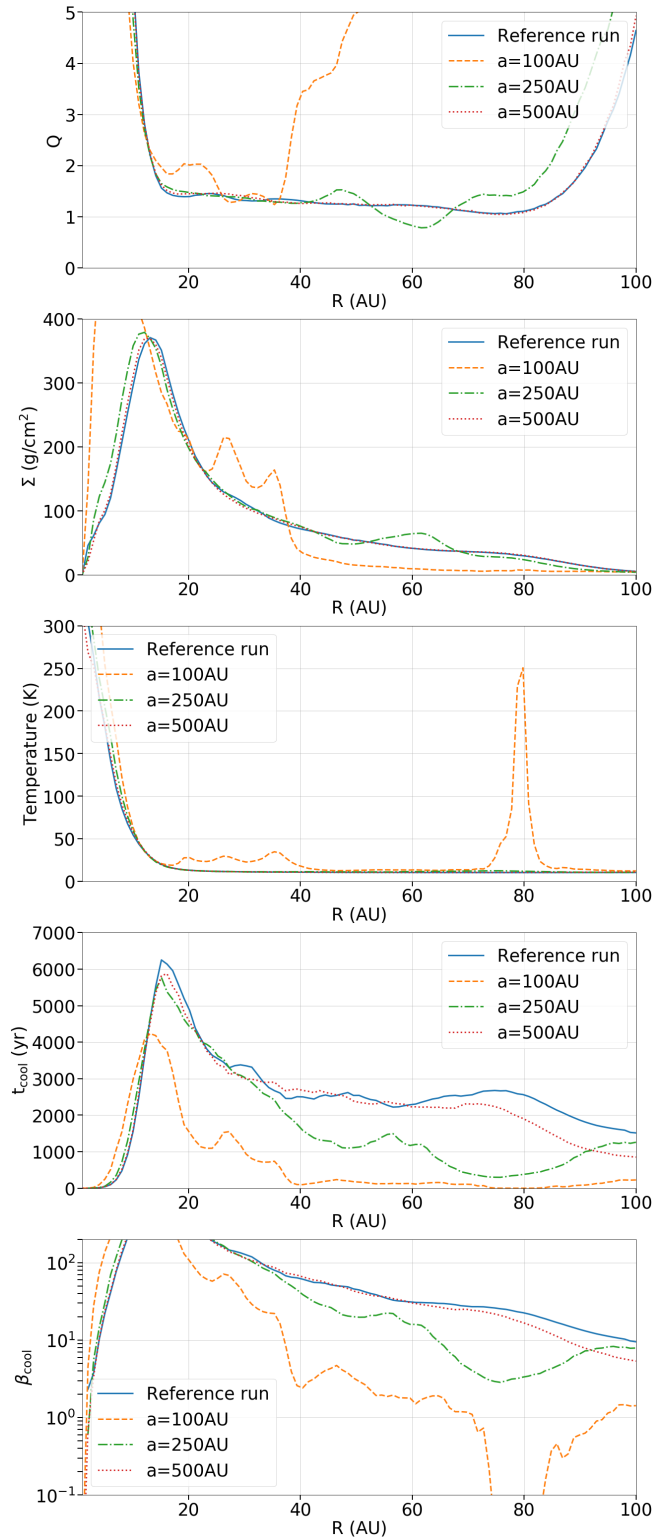 5
4
3
2
1
0
Q
Reference run
a=100AU
a=250AU
a=500AU
20 40 60 80 100
R (AU)
400
300
200
100
0
Σ (g/cm²)
Reference run
a=100AU
a=250AU
a=500AU
20 40 60 80 100
R (AU)
300
250
200
150
100
50
0
Temperature (K)
Reference run
a=100AU
a=250AU
a=500AU
20 40 60 80 100
R (AU)
7000
6000
5000
4000
3000
2000
1000
0
t_cool (yr)
Reference run
a=100AU
a=250AU
a=500AU
20 40 60 80 100
R (AU)
10²
10¹
10⁰
10⁻¹
β_cool
Reference run
a=100AU
a=250AU
a=500AU
20 40 60 80 100
R (AU)